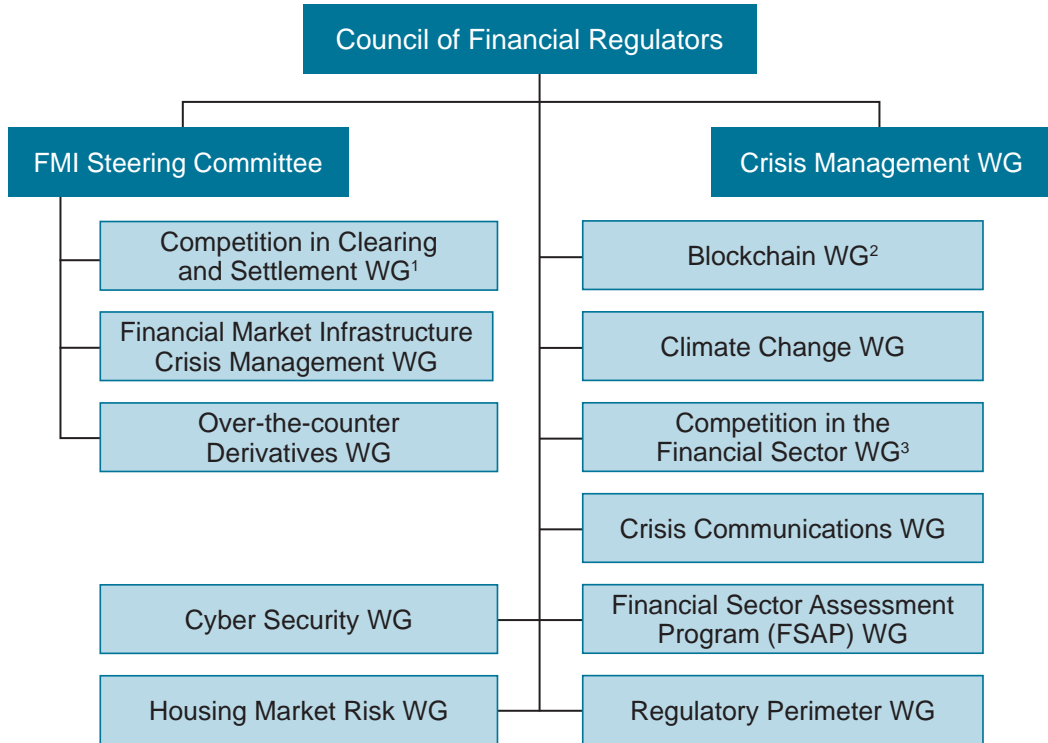 Council of Financial Regulators
FMI Steering Committee
Crisis Management WG
Competition in Clearing
and Settlement WG¹
Financial Market Infrastructure
Crisis Management WG
Over-the-counter
Derivatives WG
Blockchain WG²
Climate Change WG
Competition in the
Financial Sector WG³
Crisis Communications WG
Cyber Security WG
Financial Sector Assessment
Program (FSAP) WG
Housing Market Risk WG
Regulatory Perimeter WG